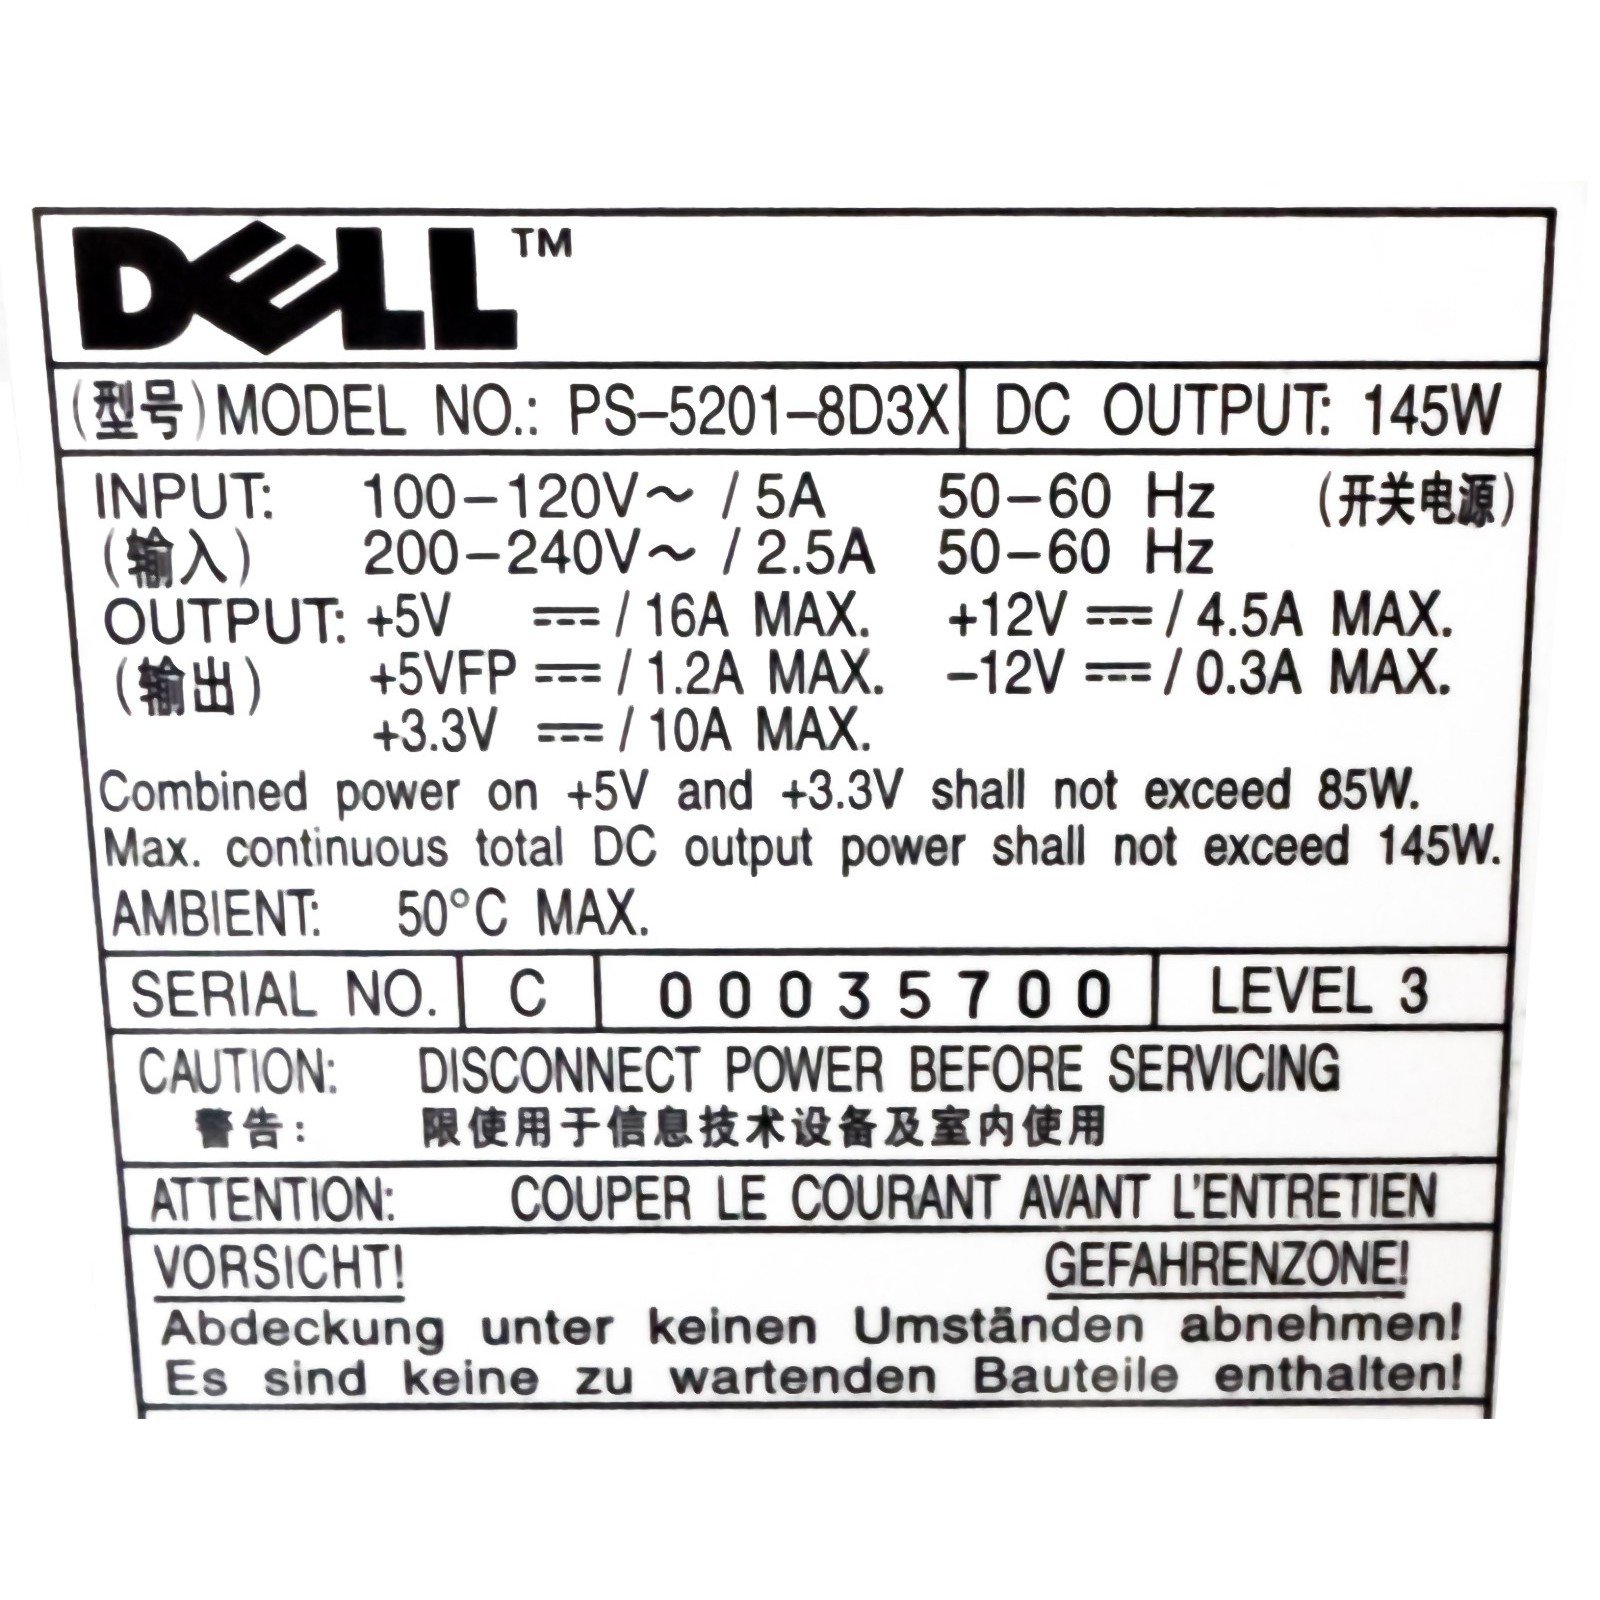 DELL™
(型号) MODEL NO.: PS-5201-8D3X DC OUTPUT: 145W
INPUT: 100-120V～ / 5A 50-60 Hz (开关电源)
(输入) 200-240V～ / 2.5A 50-60 Hz
OUTPUT: +5V ⎓ / 16A MAX. +12V ⎓ / 4.5A MAX.
(输出) +5VFP ⎓ / 1.2A MAX. -12V ⎓ / 0.3A MAX.
+3.3V ⎓ / 10A MAX.
Combined power on +5V and +3.3V shall not exceed 85W.
Max. continuous total DC output power shall not exceed 145W.
AMBIENT: 50°C MAX.
SERIAL NO. C 00035700 LEVEL 3
CAUTION: DISCONNECT POWER BEFORE SERVICING
警告: 限使用于信息技术设备及室内使用
ATTENTION: COUPER LE COURANT AVANT L'ENTRETIEN
VORSICHT! GEFAHRENZONE!
Abdeckung unter keinen Umständen abnehmen!
Es sind keine zu wartenden Bauteile enthalten!